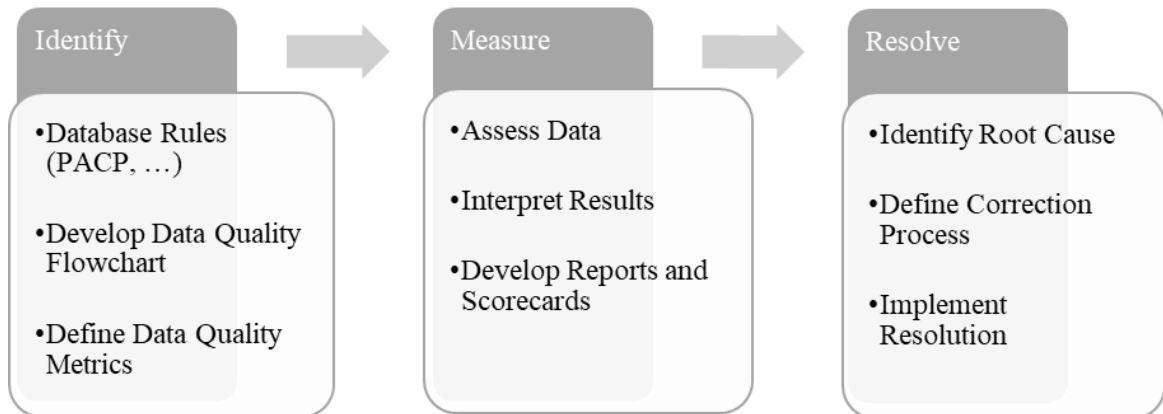 Identify
•Database Rules
(PACP, …)
•Develop Data Quality
Flowchart
•Define Data Quality
Metrics
Measure
•Assess Data
•Interpret Results
•Develop Reports and
Scorecards
Resolve
•Identify Root Cause
•Define Correction
Process
•Implement
Resolution